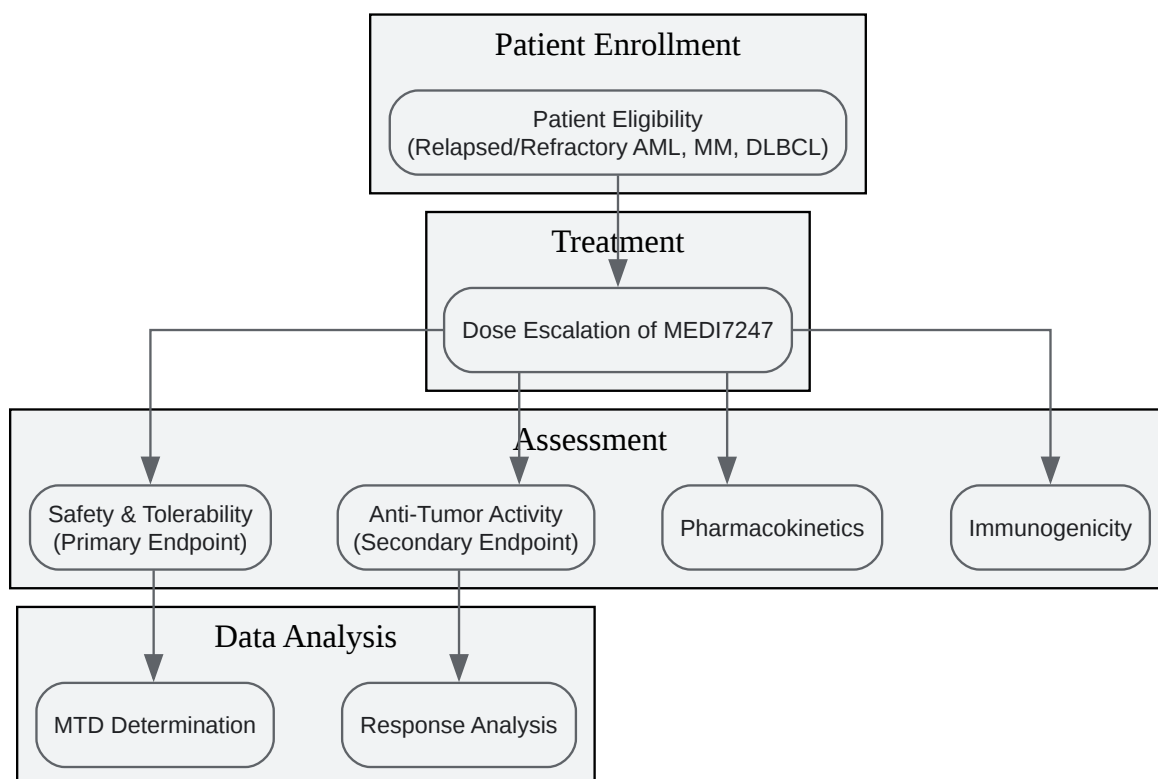 Patient Enrollment
Patient Eligibility
(Relapsed/Refractory AML, MM, DLBCL)
Treatment
Dose Escalation of MEDI7247
Assessment
Safety & Tolerability
(Primary Endpoint)
Anti-Tumor Activity
(Secondary Endpoint)
Pharmacokinetics
Immunogenicity
Data Analysis
MTD Determination
Response Analysis